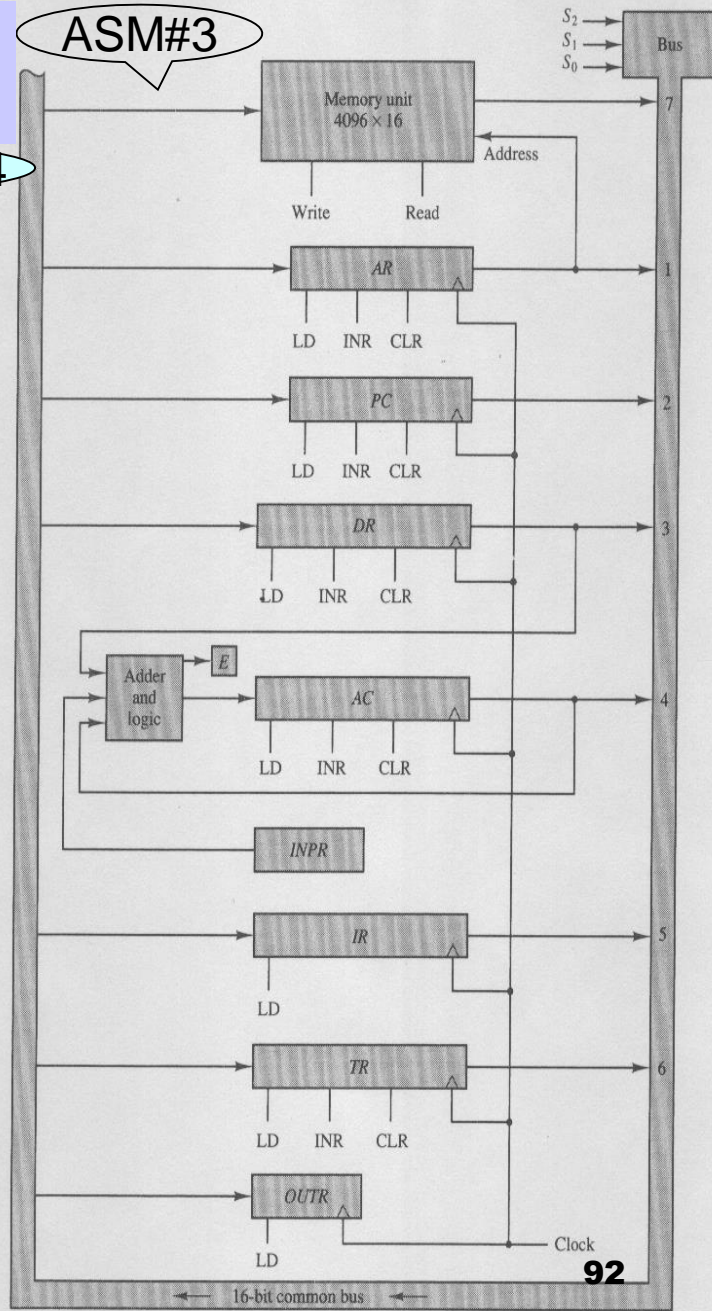 ASM#3
S2
S1
S0
Bus
Memory unit
4096 × 16
7
Address
Write Read
AR
1
LD INR CLR
PC
2
LD INR CLR
DR
3
LD INR CLR
Adder
and
logic
E
AC
4
LD INR CLR
INPR
IR
5
LD
TR
6
LD INR CLR
OUTR
LD
Clock
92
16-bit common bus